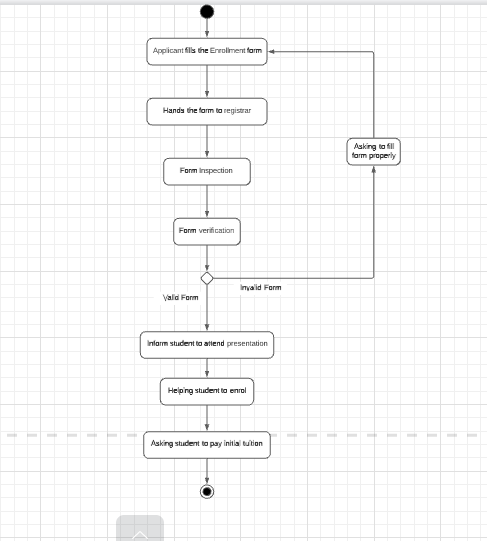 Applicant fills the Enrollment form
Hands the form to registrar
Asking to fill
form properly
Form Inspection
Form verification
Invalid Form
Valid Form
Inform student to attend presentation
Helping student to enrol
Asking student to pay initial tuition